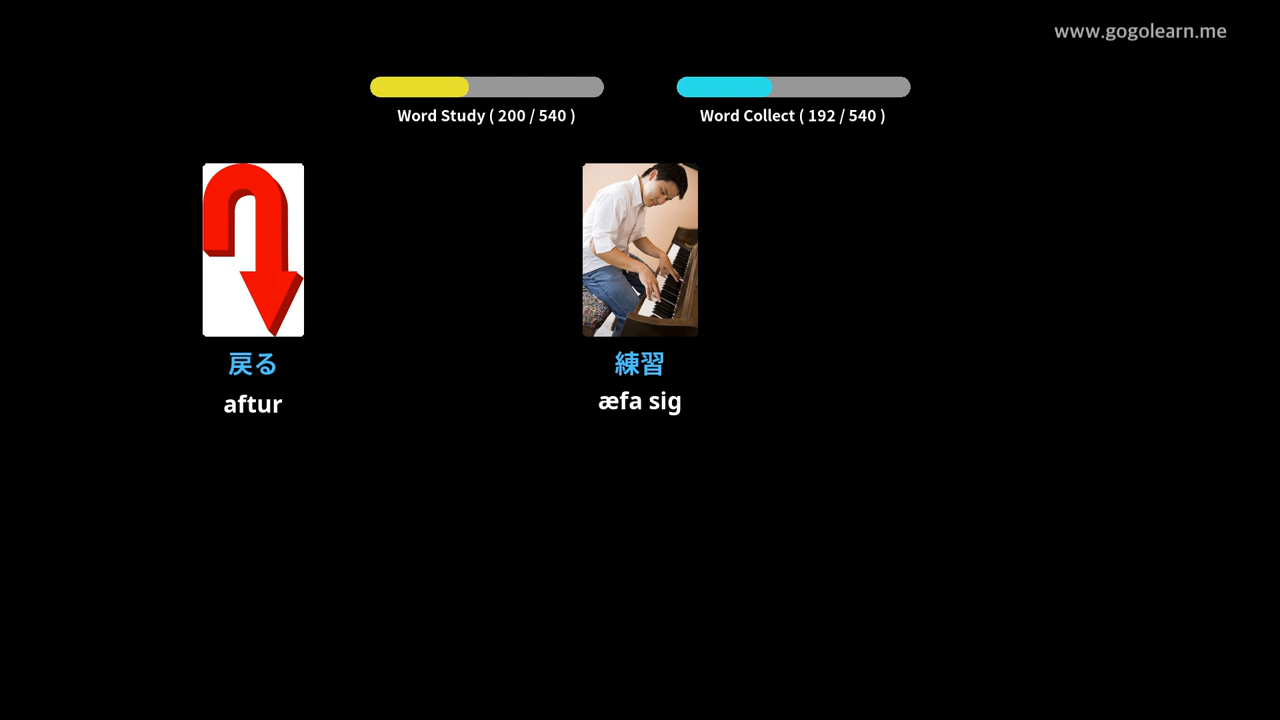 www.gogolearn.me
Word Study ( 200 / 540 )
Word Collect ( 192 / 540 )
戻る
aftur
練習
æfa sig